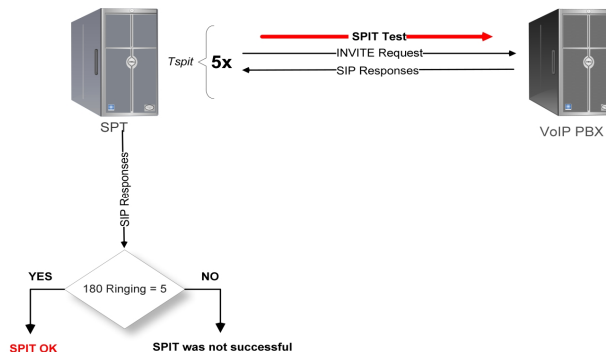 SPIT Test
Tspit
5x
INVITE Request
SIP Responses
SPT
VoIP PBX
SIP Responses
YES
NO
180 Ringing = 5
SPIT OK
SPIT was not successful